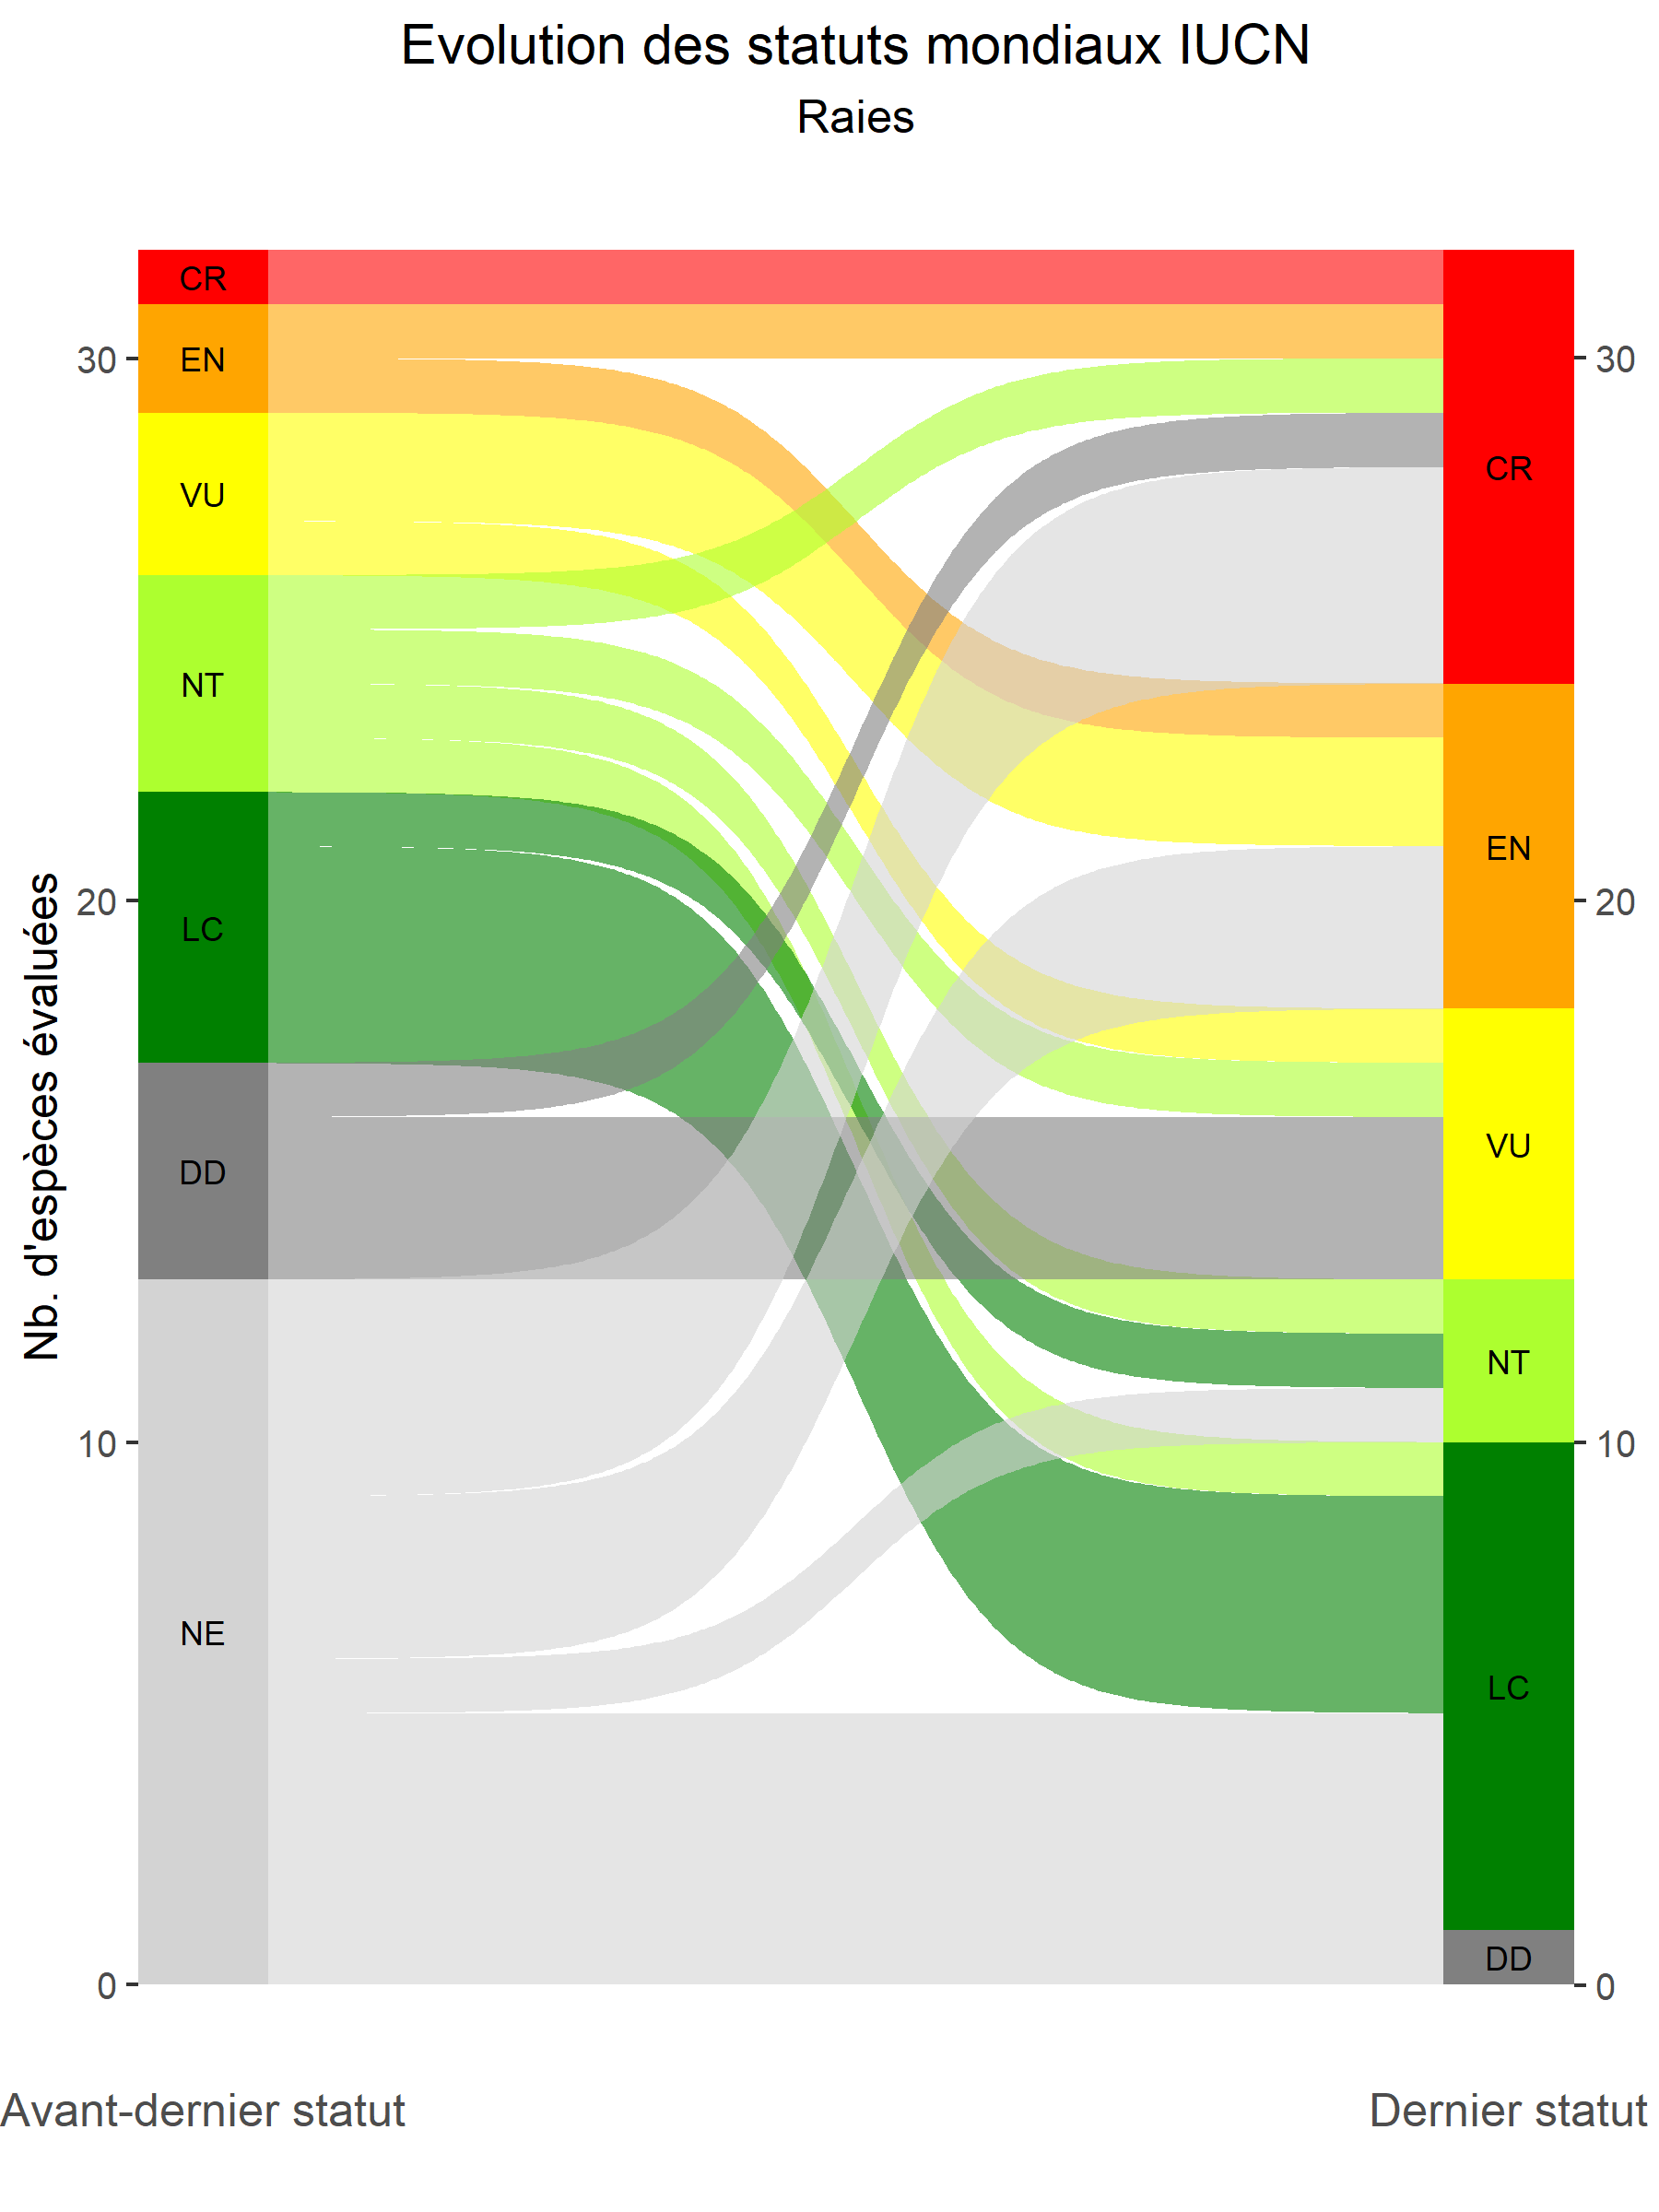 Evolution des statuts mondiaux IUCN
Raies
Nb. d'espèces évaluées
30
20
10
0
CR
EN
VU
NT
LC
DD
NE
CR
EN
VU
NT
LC
DD
30
20
10
0
Avant-dernier statut
Dernier statut